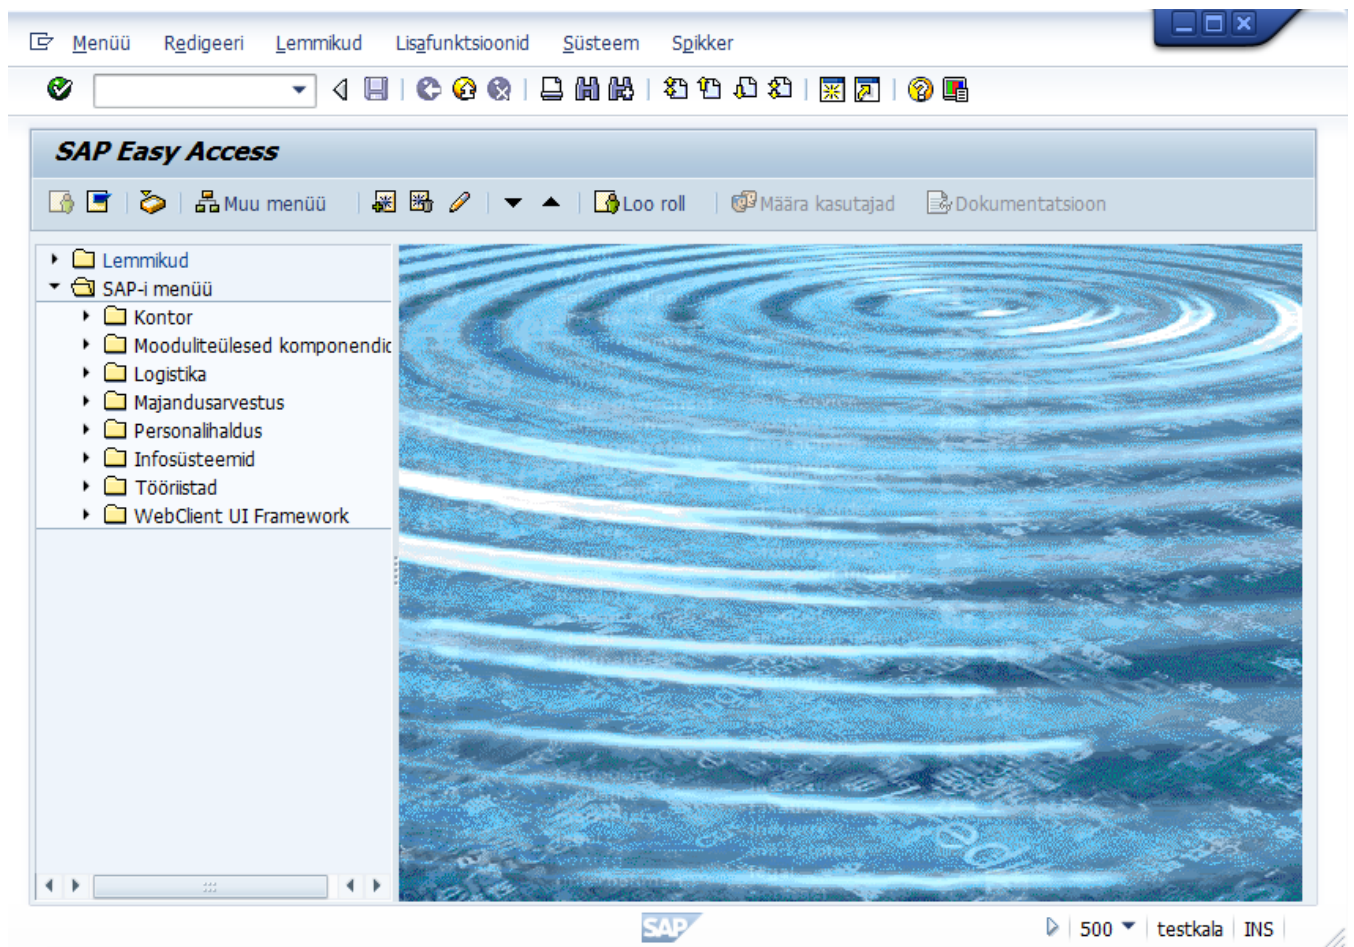 Menüü Redigeeri Lemmikud Lisafunktsioonid Süsteem Spikker
SAP Easy Access
Muu menüü Loo roll Määra kasutajad Dokumentatsioon
Lemmikud
SAP-i menüü
Kontor
Mooduliteülesed komponendic
Logistika
Majandusarvestus
Personalihaldus
Infosüsteemid
Tööriistad
WebClient UI Framework
SAP 500 testkala INS